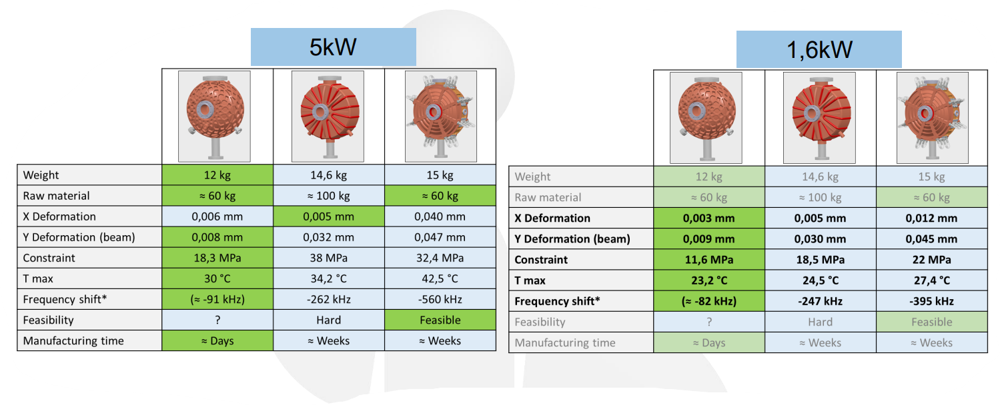 5kW
Weight 12 kg 14,6 kg 15 kg
Raw material ≈ 60 kg ≈ 100 kg ≈ 60 kg
X Deformation 0,006 mm 0,005 mm 0,040 mm
Y Deformation (beam) 0,008 mm 0,032 mm 0,047 mm
Constraint 18,3 MPa 38 MPa 32,4 MPa
T max 30 °C 34,2 °C 42,5 °C
Frequency shift* (≈ -91 kHz) -262 kHz -560 kHz
Feasibility ? Hard Feasible
Manufacturing time ≈ Days ≈ Weeks ≈ Weeks
1,6kW
Weight 12 kg 14,6 kg 15 kg
Raw material ≈ 60 kg ≈ 100 kg ≈ 60 kg
X Deformation 0,003 mm 0,005 mm 0,012 mm
Y Deformation (beam) 0,009 mm 0,030 mm 0,045 mm
Constraint 11,6 MPa 18,5 MPa 22 MPa
T max 23,2 °C 24,5 °C 27,4 °C
Frequency shift* (≈ -82 kHz) -247 kHz -395 kHz
Feasibility ? Hard Feasible
Manufacturing time ≈ Days ≈ Weeks ≈ Weeks